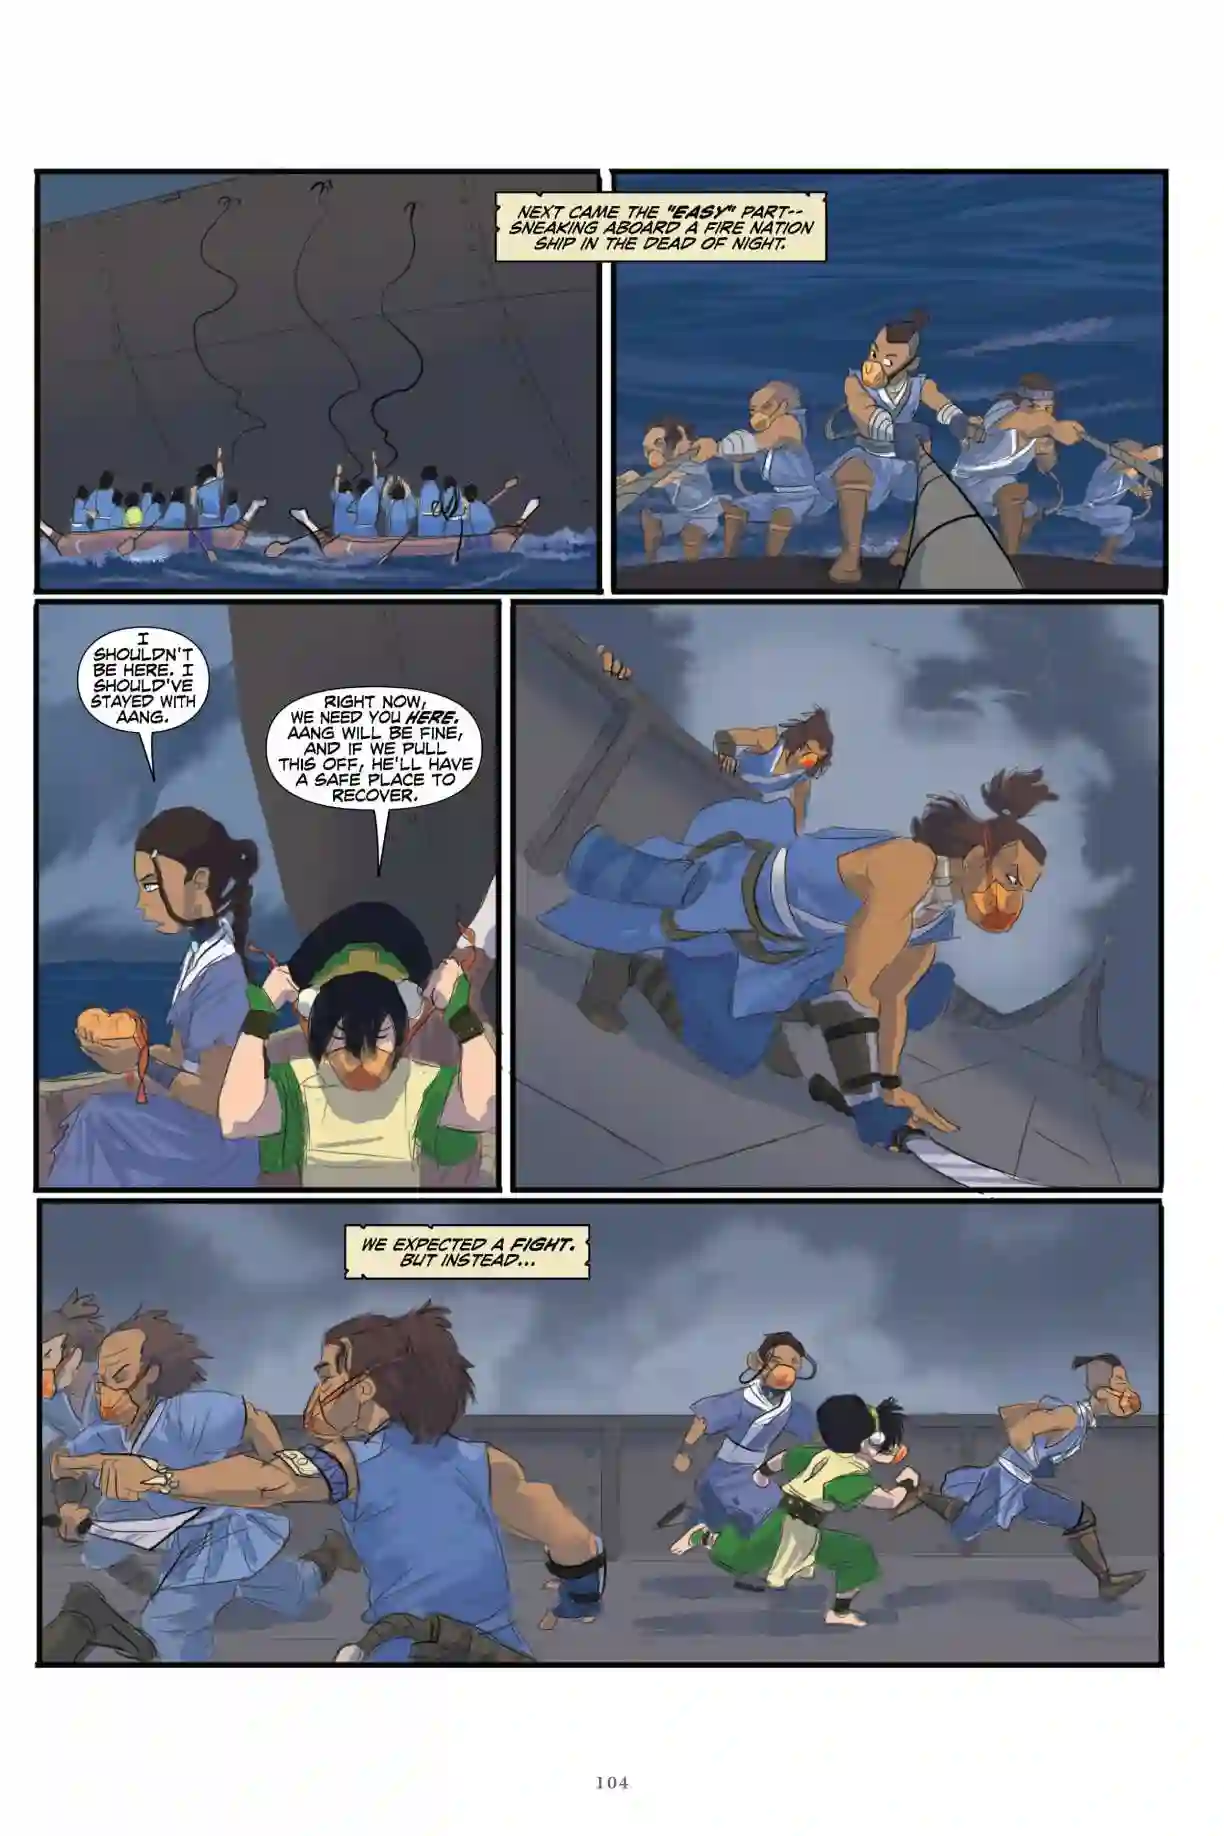 NEXT CAME THE "EASY" PART--
SNEAKING ABOARD A FIRE NATION
SHIP IN THE DEAD OF NIGHT.
I
SHOULDN'T
BE HERE. I
SHOULD'VE
STAYED WITH
AANG.
RIGHT NOW,
WE NEED YOU HERE.
AANG WILL BE FINE,
AND IF WE PULL
THIS OFF, HE'LL HAVE
A SAFE PLACE TO
RECOVER.
WE EXPECTED A FIGHT.
BUT INSTEAD...
104